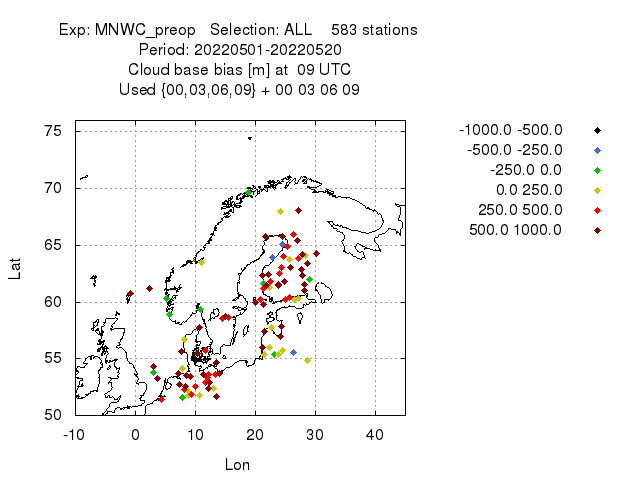 Exp: MNWC_preop   Selection: ALL    583 stations
Period: 20220501-20220520
Cloud base bias [m] at  09 UTC
Used {00,03,06,09} + 00 03 06 09
-1000.0 -500.0
-500.0 -250.0
-250.0 0.0
0.0 250.0
250.0 500.0
500.0 1000.0
75
70
65
60
55
50
Lat
-10 0 10 20 30 40
Lon